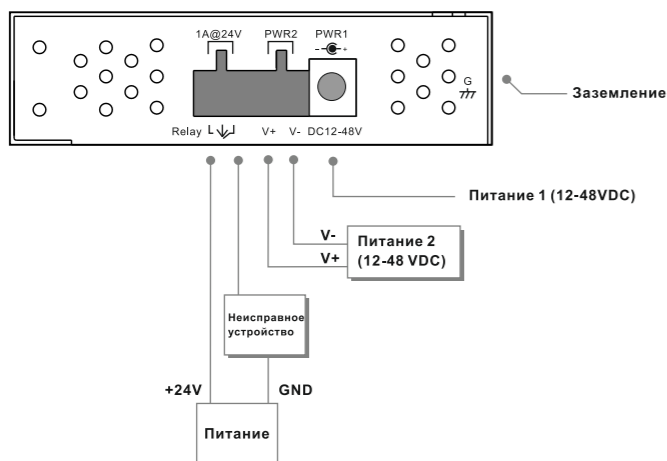 1A@24V PWR2 PWR1
- +
G
Relay V+ V- DC12-48V
Заземление
Питание 1 (12-48VDC)
V-
V+
Питание 2
(12-48 VDC)
Неисправное
устройство
+24V GND
Питание